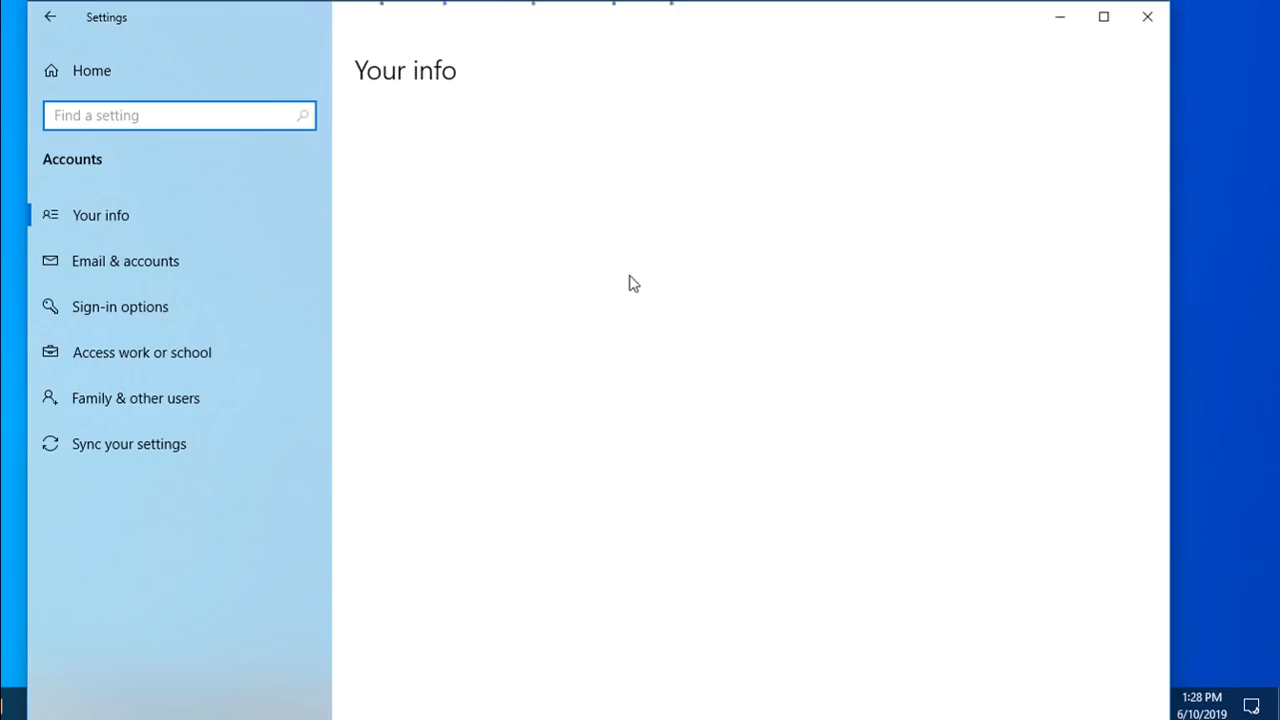 Settings
Home
Find a setting
Accounts
Your info
Email & accounts
Sign-in options
Access work or school
Family & other users
Sync your settings
Your info
1:28 PM
6/10/2019